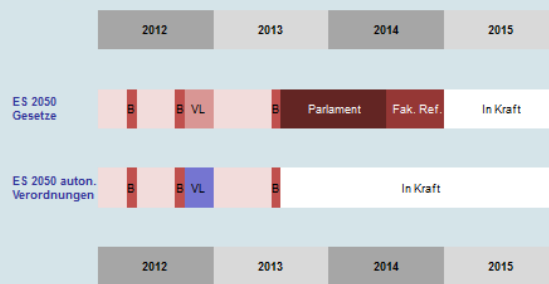 2012 2013 2014 2015
ES 2050
Gesetze
B B VL B Parlament Fak. Ref. In Kraft
ES 2050 auton.
Verordnungen
B B VL B In Kraft
2012 2013 2014 2015